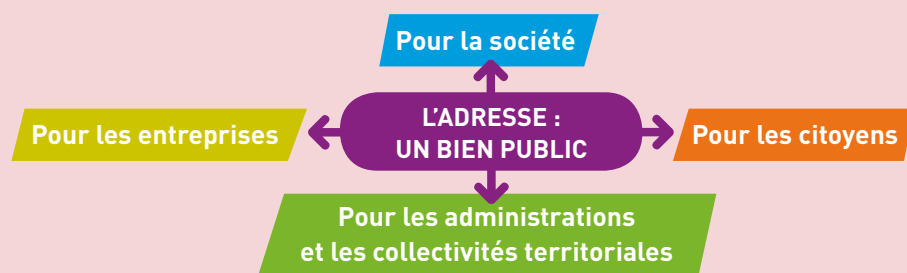 Pour la société
Pour les entreprises
L'ADRESSE :
UN BIEN PUBLIC
Pour les citoyens
Pour les administrations
et les collectivités territoriales